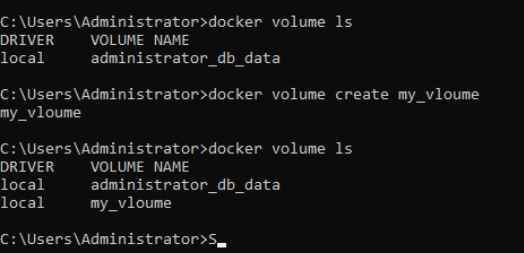 C:\Users\Administrator>docker volume ls
DRIVER    VOLUME NAME
local     administrator_db_data
C:\Users\Administrator>docker volume create my_vloume
my_vloume
C:\Users\Administrator>docker volume ls
DRIVER    VOLUME NAME
local     administrator_db_data
local     my_vloume
C:\Users\Administrator>S